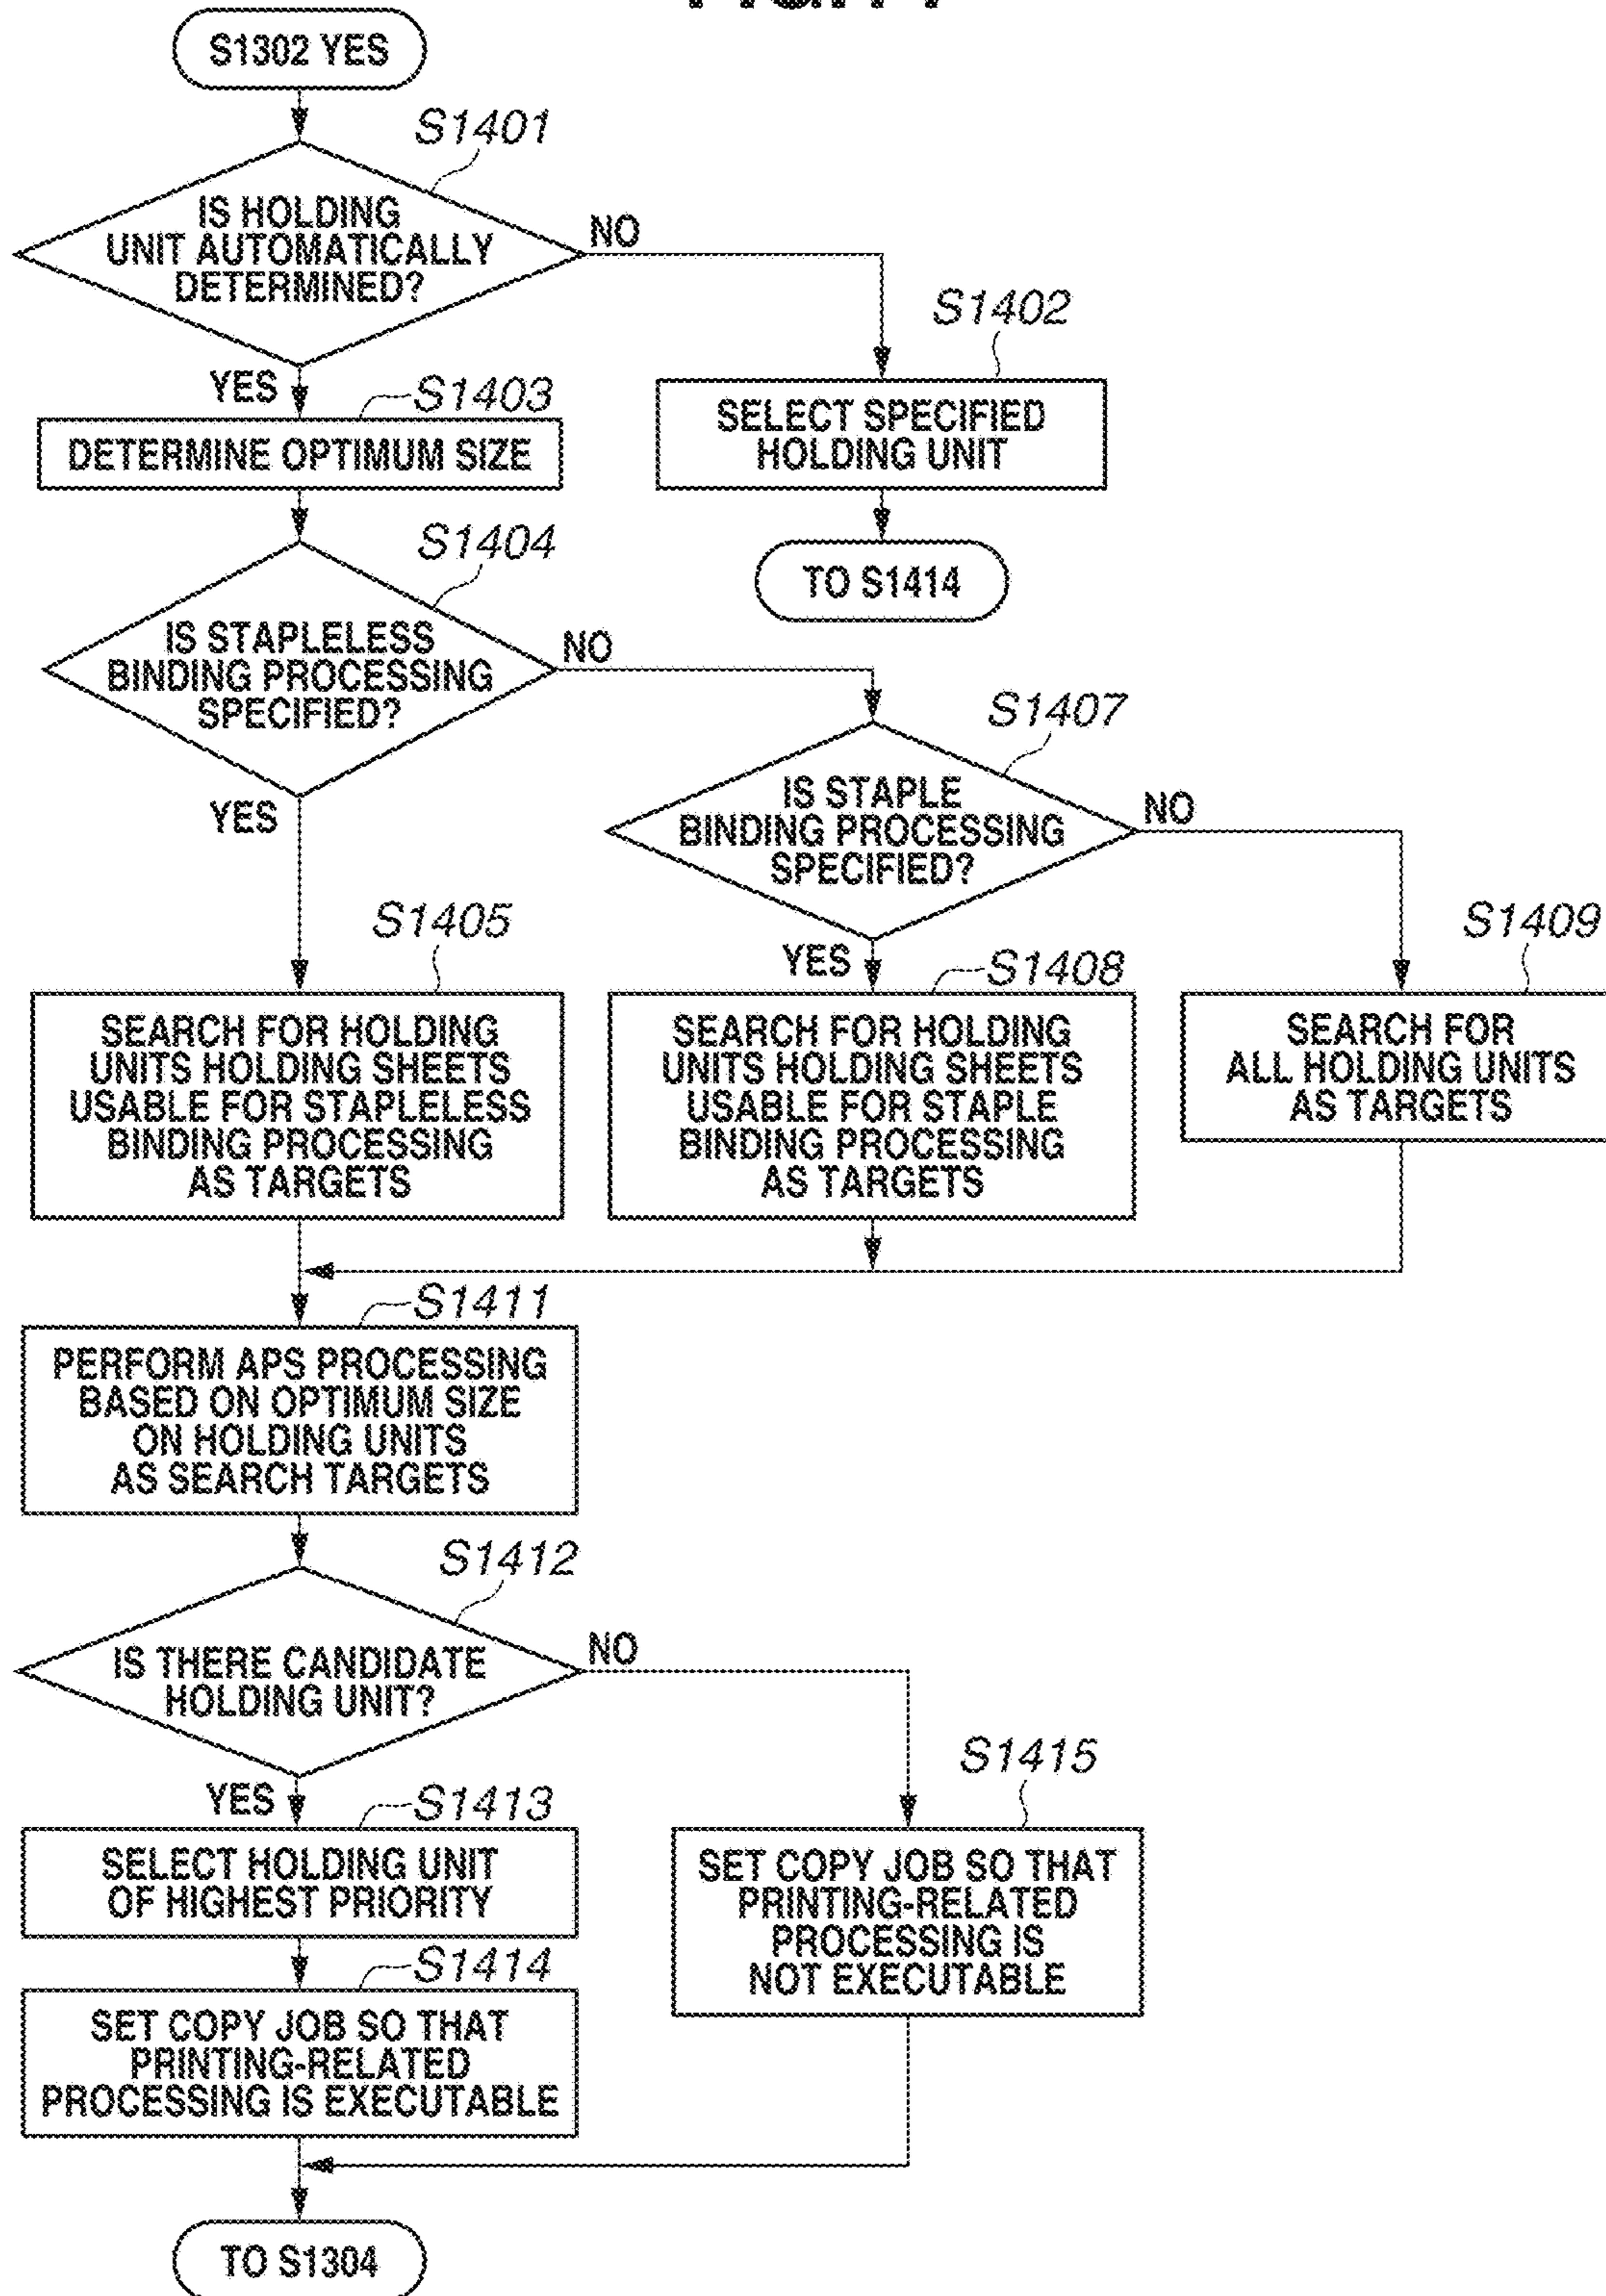 S1302 YES
S1401
IS HOLDING
UNIT AUTOMATICALLY
DETERMINED?
NO
S1402
YES
S1403
SELECT SPECIFIED
HOLDING UNIT
DETERMINE OPTIMUM SIZE
S1404
TO S1414
IS STAPLELESS
BINDING PROCESSING
SPECIFIED?
NO
S1407
YES
IS STAPLE
BINDING PROCESSING
SPECIFIED?
NO
S1405
YES
S1408
S1409
SEARCH FOR HOLDING
UNITS HOLDING SHEETS
USABLE FOR STAPLELESS
BINDING PROCESSING
AS TARGETS
SEARCH FOR HOLDING
UNITS HOLDING SHEETS
USABLE FOR STAPLE
BINDING PROCESSING
AS TARGETS
SEARCH FOR
ALL HOLDING UNITS
AS TARGETS
S1411
PERFORM APS PROCESSING
BASED ON OPTIMUM SIZE
ON HOLDING UNITS
AS SEARCH TARGETS
S1412
IS THERE CANDIDATE
HOLDING UNIT?
NO
S1415
YES
S1413
SELECT HOLDING UNIT
OF HIGHEST PRIORITY
SET COPY JOB SO THAT
PRINTING-RELATED
PROCESSING IS
NOT EXECUTABLE
S1414
SET COPY JOB SO THAT
PRINTING-RELATED
PROCESSING IS EXECUTABLE
TO S1304